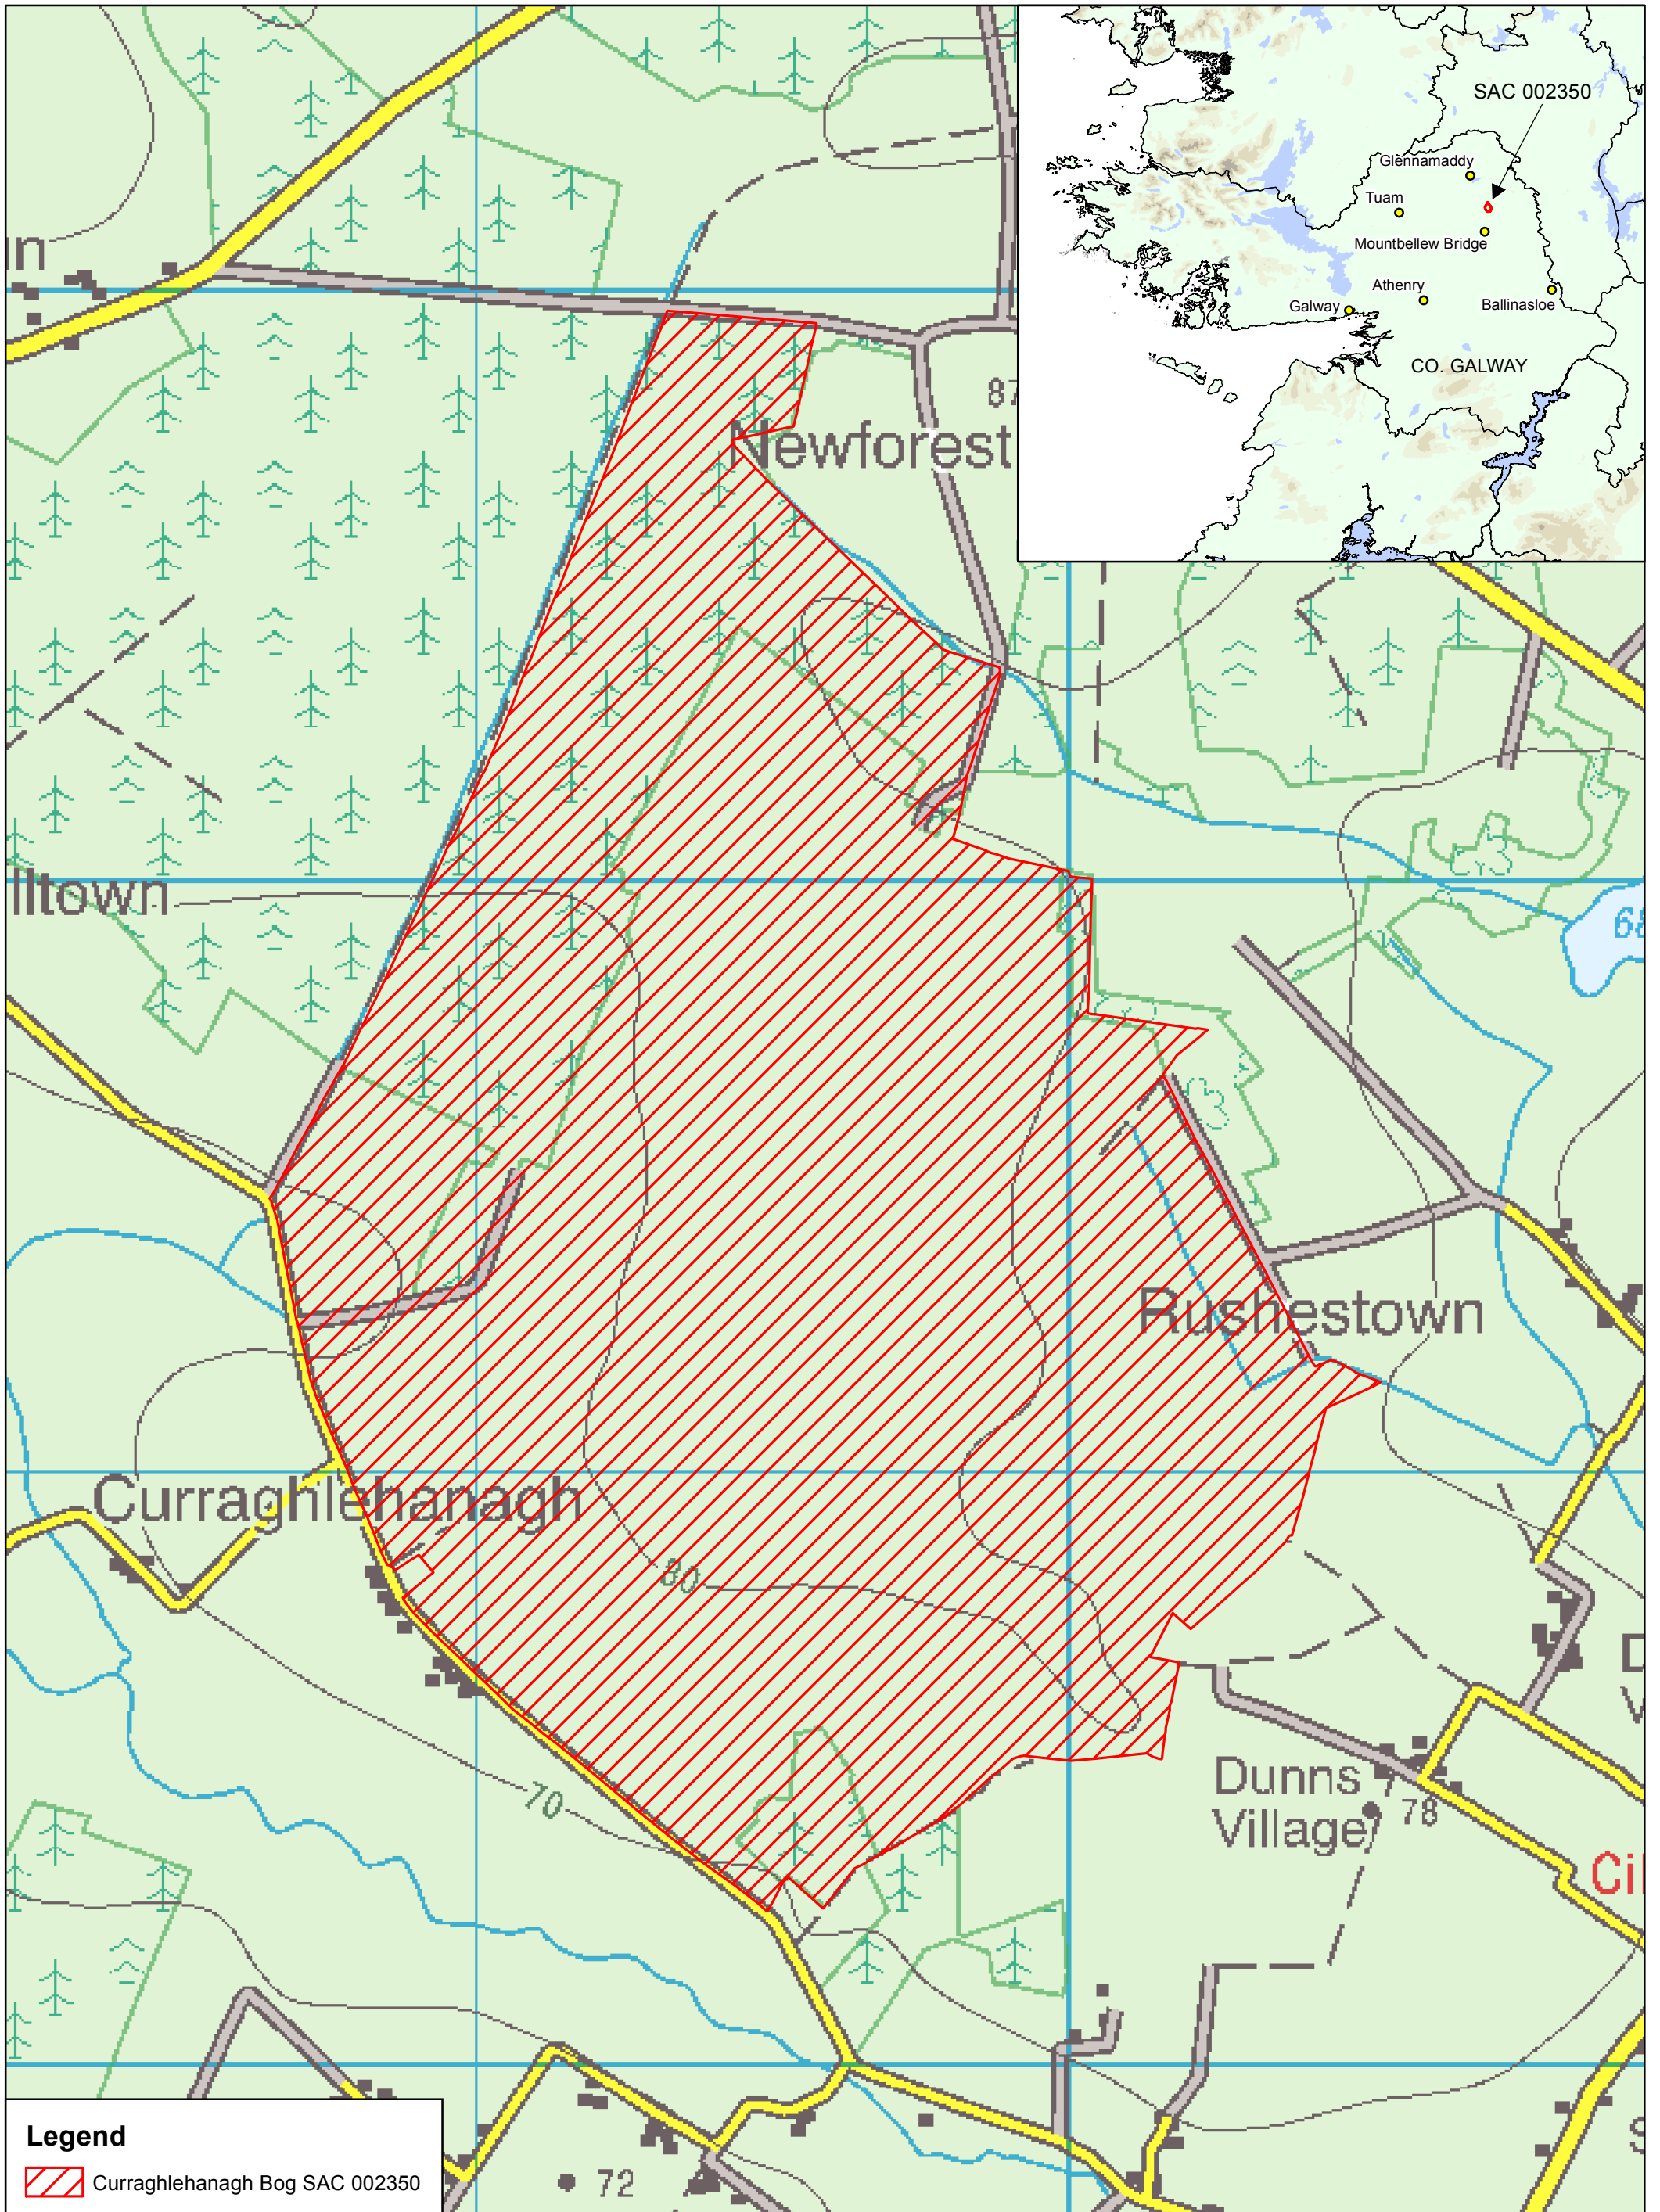 SAC 002350
Glennamaddy
Tuam
Mountbellew Bridge
Athenry
Galway
Ballinasloe
CO. GALWAY
Newforest
Rushestown
Curraghlehanagh
80
70
Dunns
Village
78
72
Legend
Curraghlehanagh Bog SAC 002350